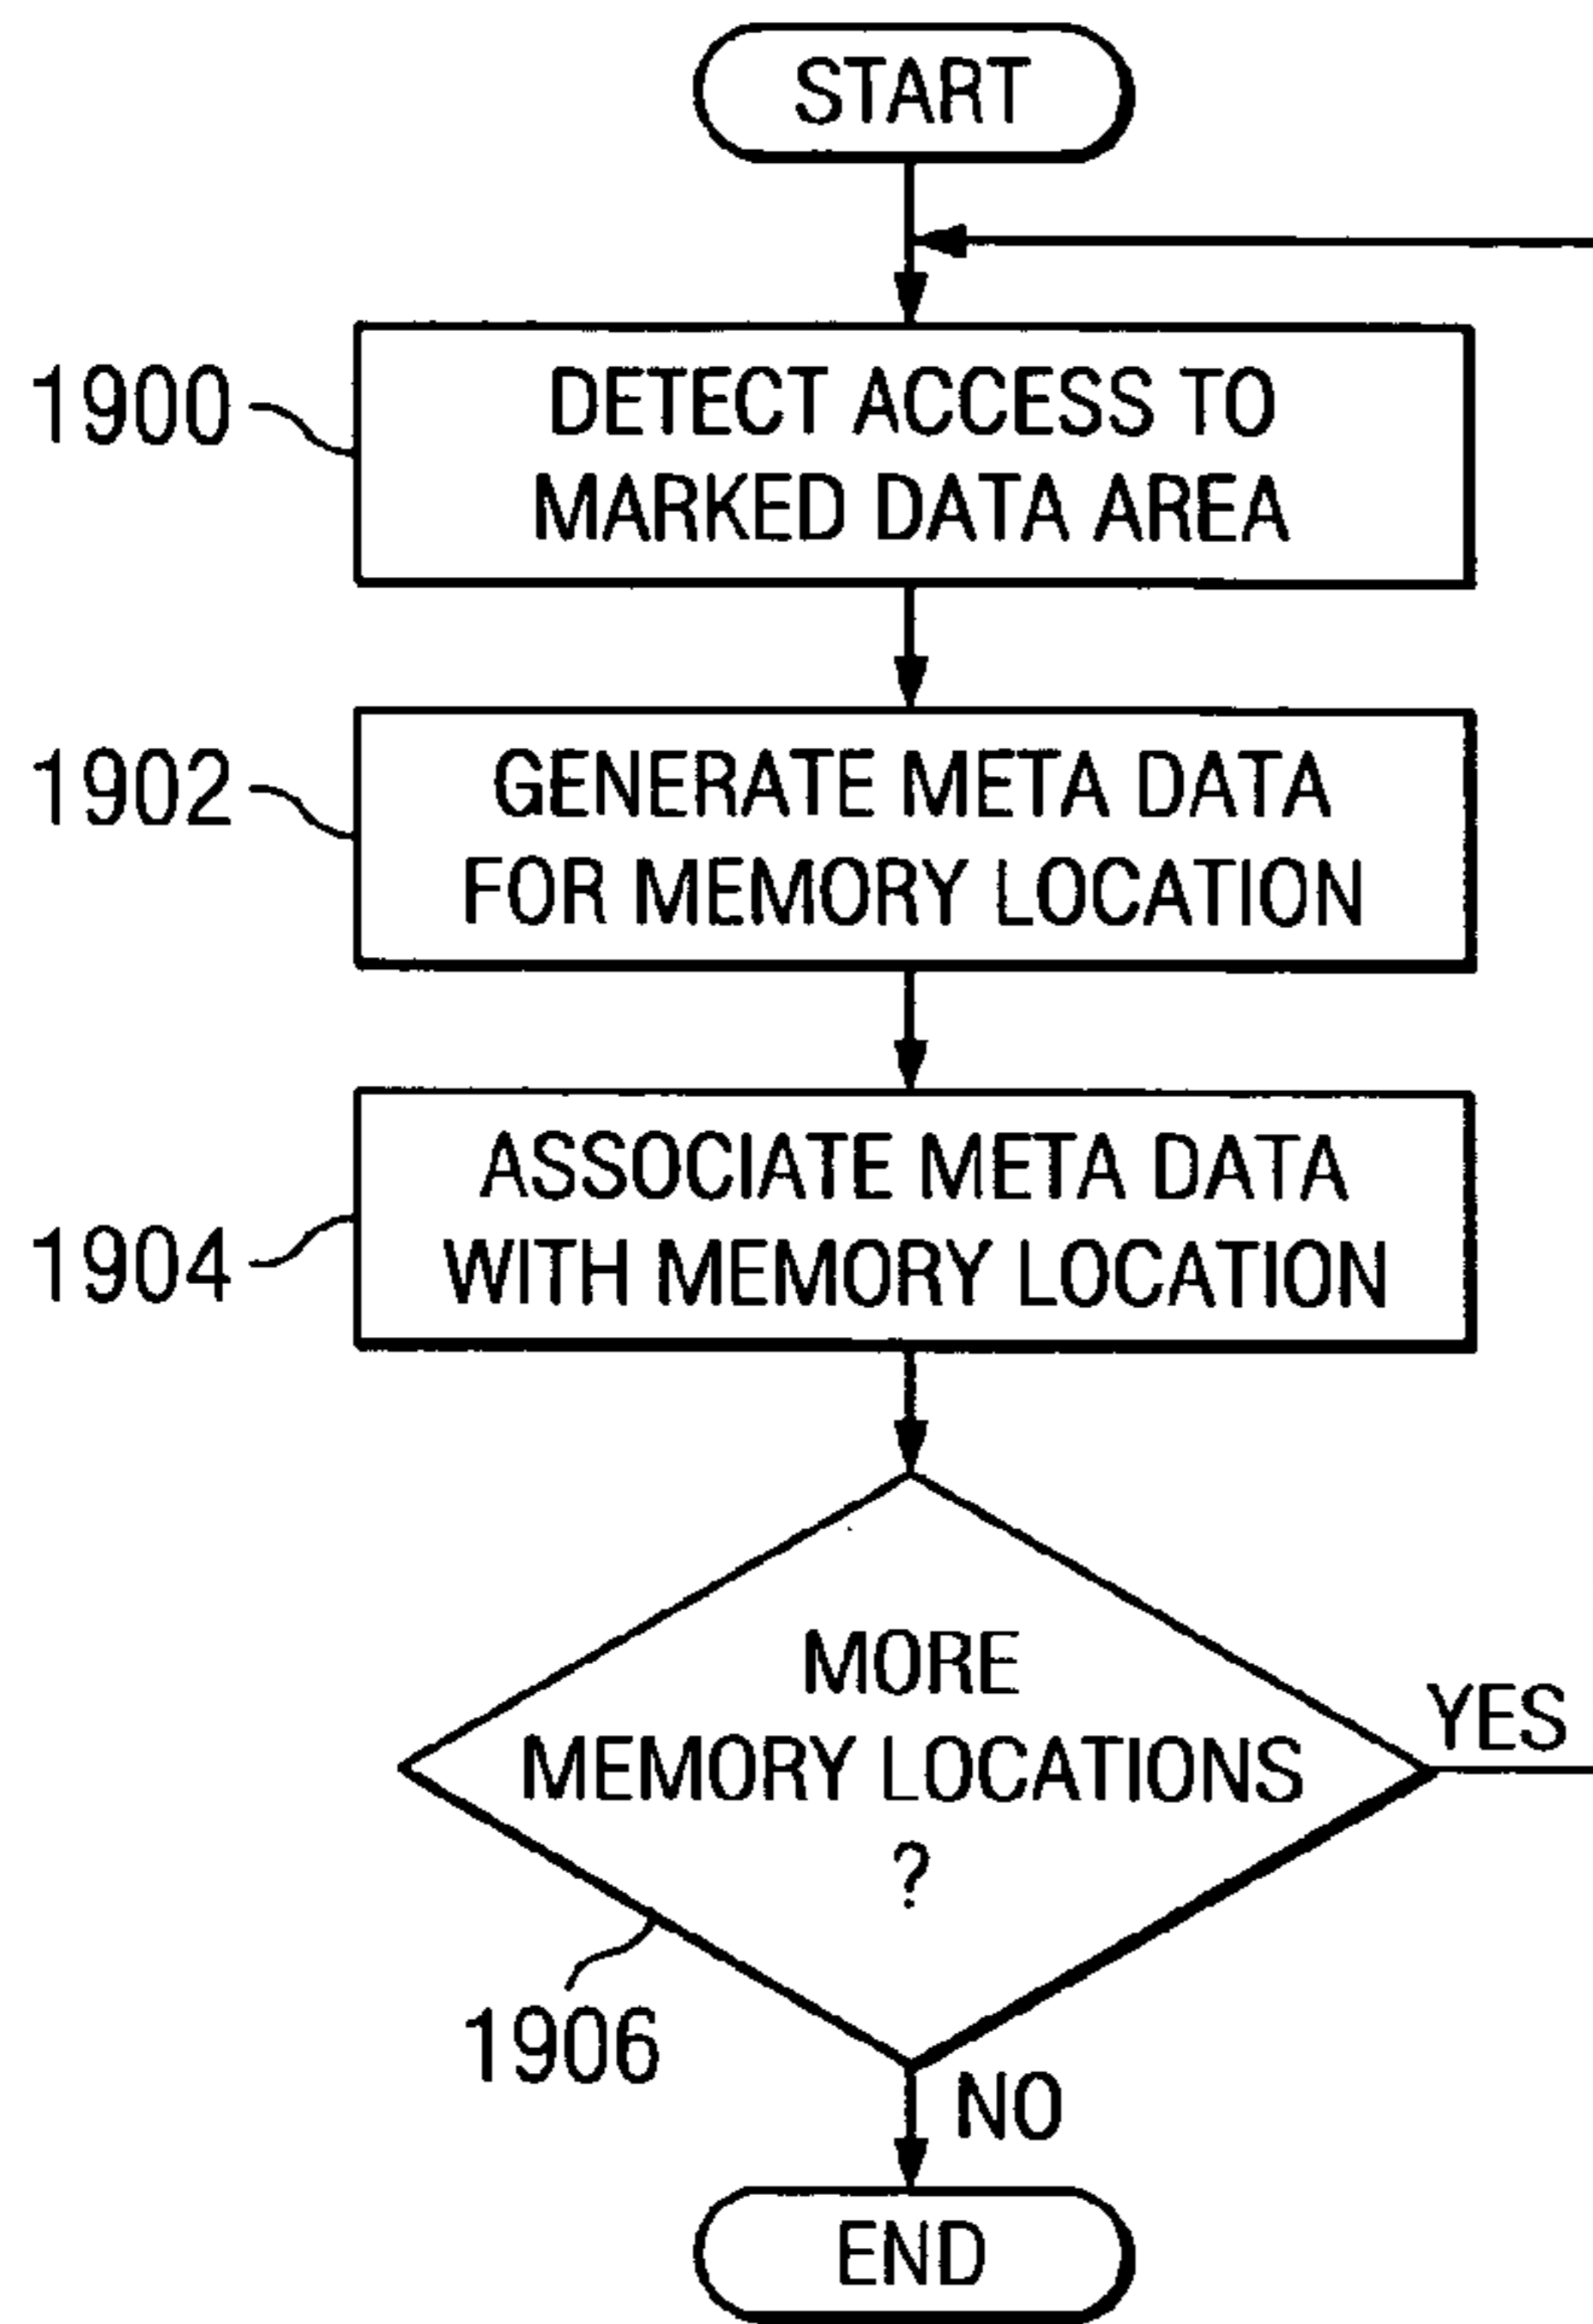 START
1900
DETECT ACCESS TO
MARKED DATA AREA
1902
GENERATE META DATA
FOR MEMORY LOCATION
1904
ASSOCIATE META DATA
WITH MEMORY LOCATION
MORE
MEMORY LOCATIONS
?
YES
1906
NO
END